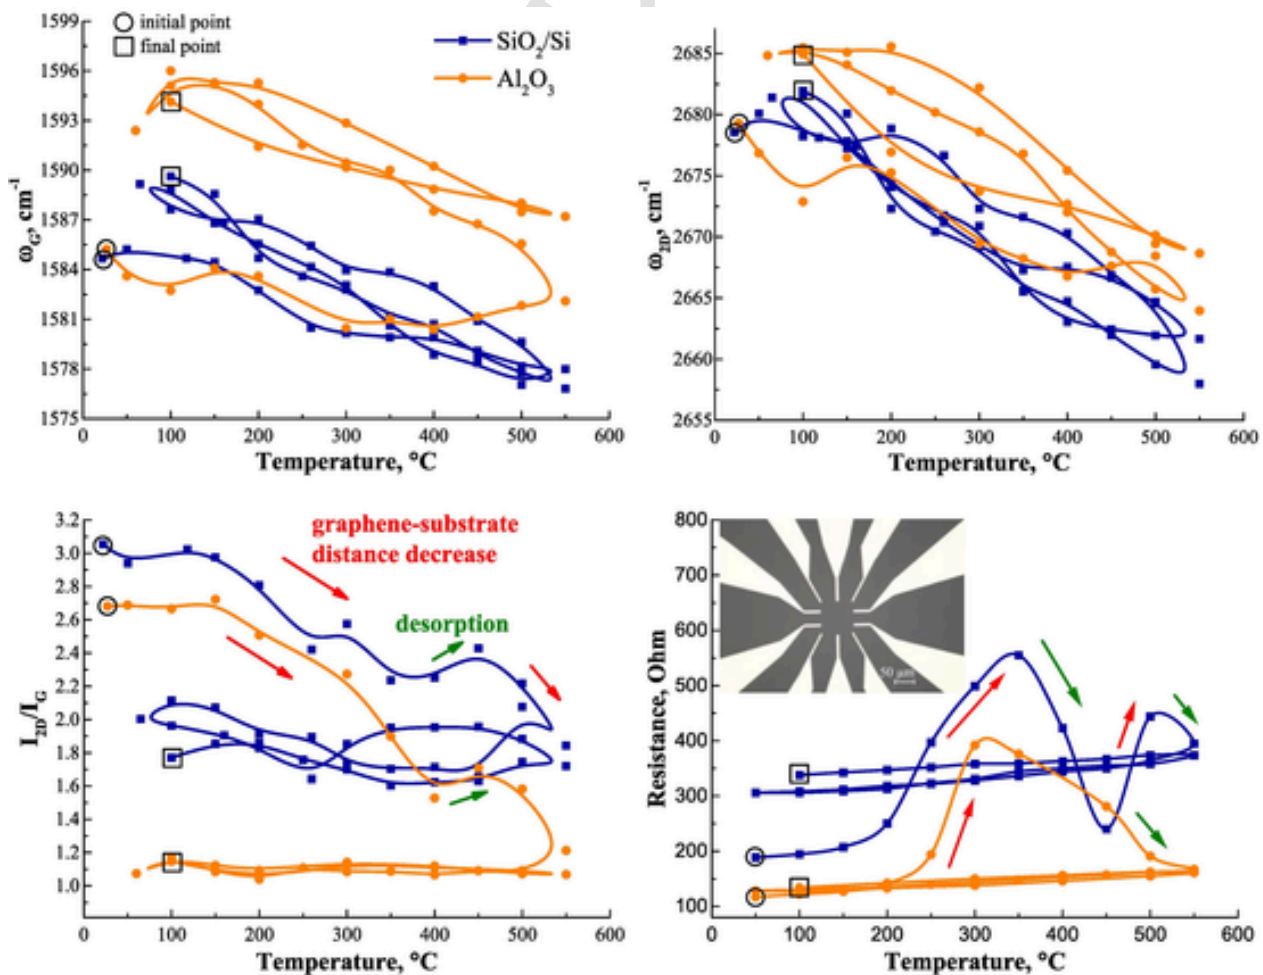 1599
1596
1593
1590
1587
1584
1581
1578
1575
ω_G, cm⁻¹
initial point
final point
SiO₂/Si
Al₂O₃
0 100 200 300 400 500 600
Temperature, °C
2685
2680
2675
2670
2665
2660
2655
ω_2D, cm⁻¹
0 100 200 300 400 500 600
Temperature, °C
3.2
3.0
2.8
2.6
2.4
2.2
2.0
1.8
1.6
1.4
1.2
1.0
I_2D/I_G
graphene-substrate
distance decrease
desorption
0 100 200 300 400 500 600
Temperature, °C
800
700
600
500
400
300
200
100
Resistance, Ohm
50 μm
0 100 200 300 400 500 600
Temperature, °C